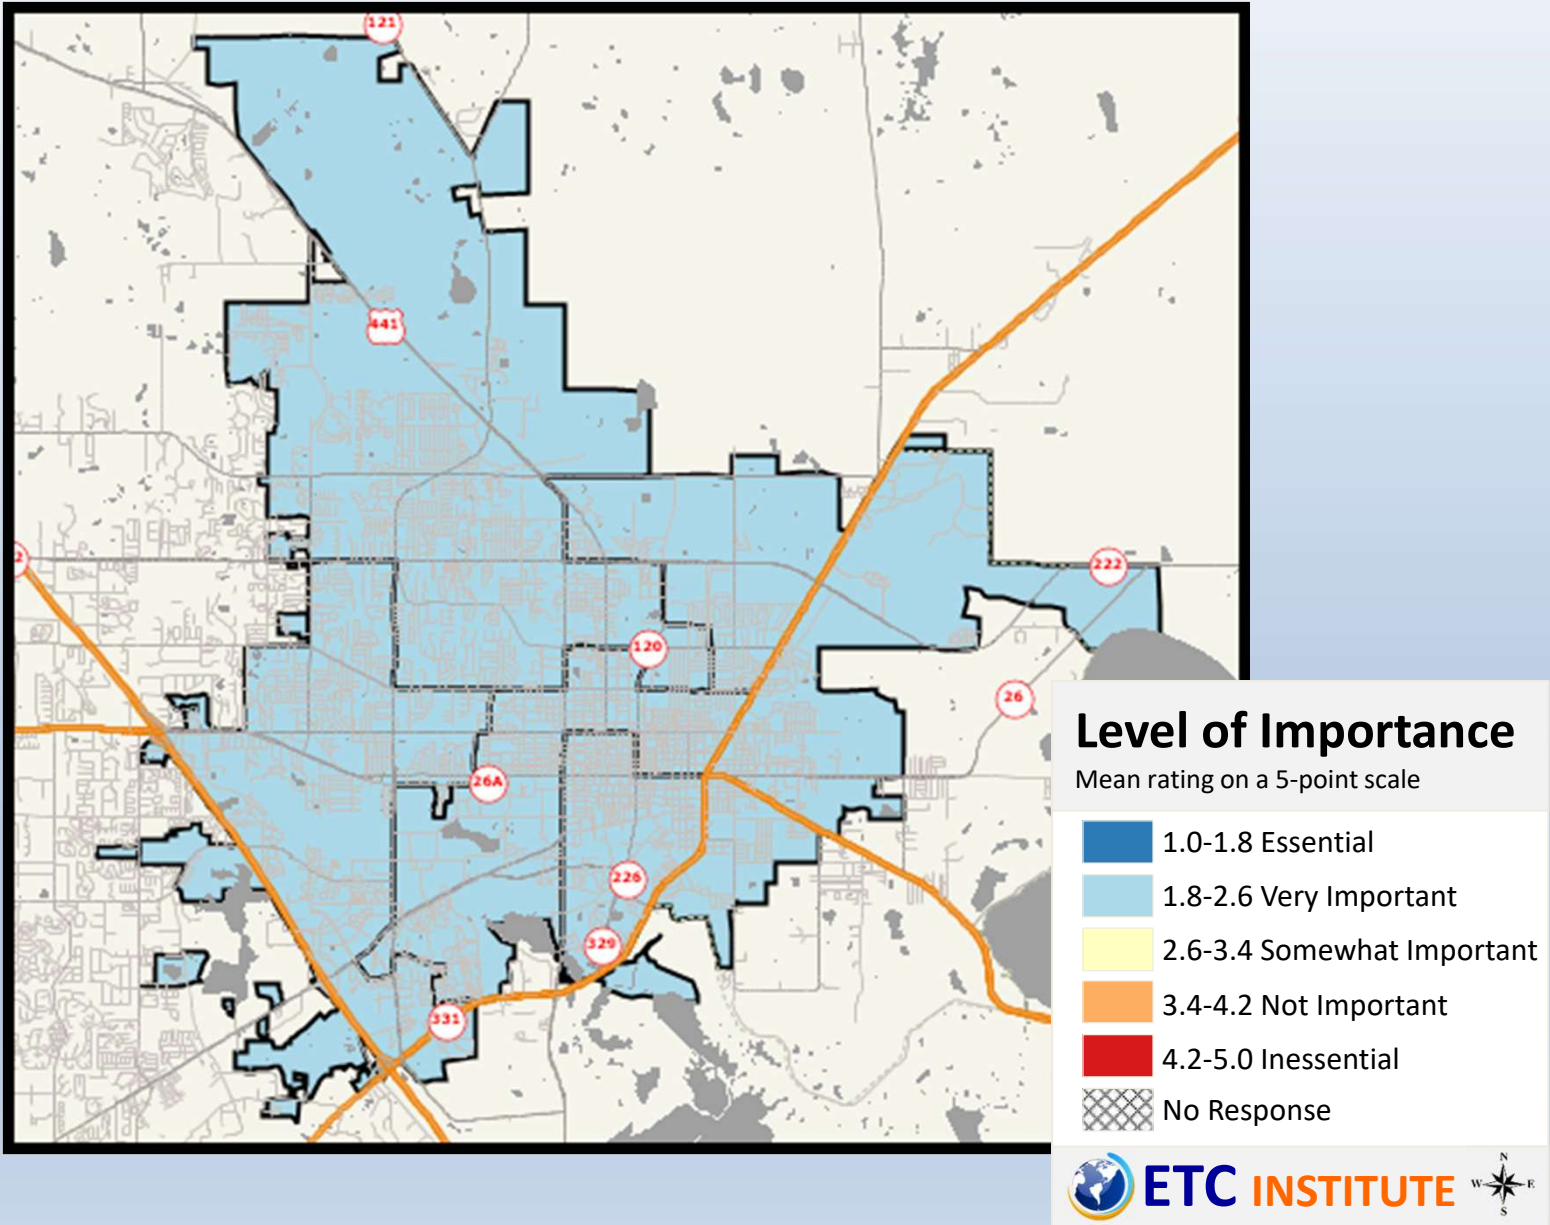 121
441
2
222
120
26
26A
226
329
331
Level of Importance
Mean rating on a 5-point scale
1.0-1.8 Essential
1.8-2.6 Very Important
2.6-3.4 Somewhat Important
3.4-4.2 Not Important
4.2-5.0 Inessential
No Response
ETC INSTITUTE
N
W E
S